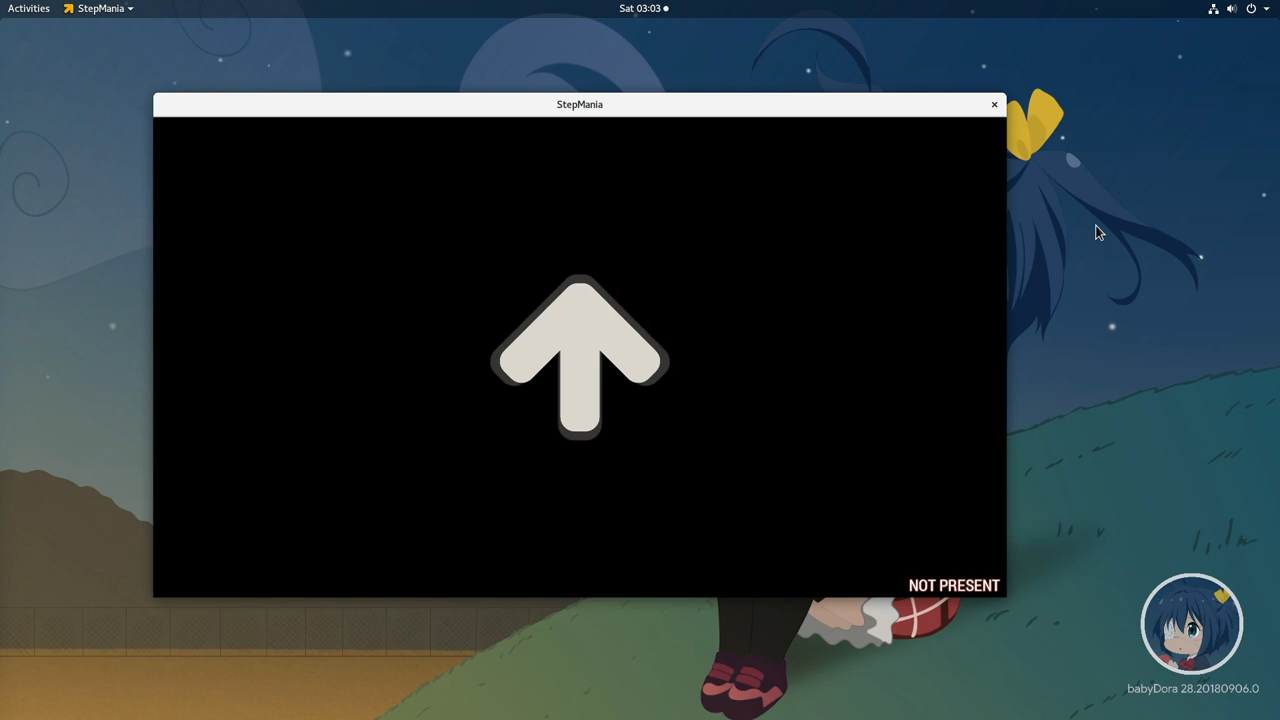 Activities StepMania Sat 03:03
StepMania
NOT PRESENT
babyDora 28.20180906.0